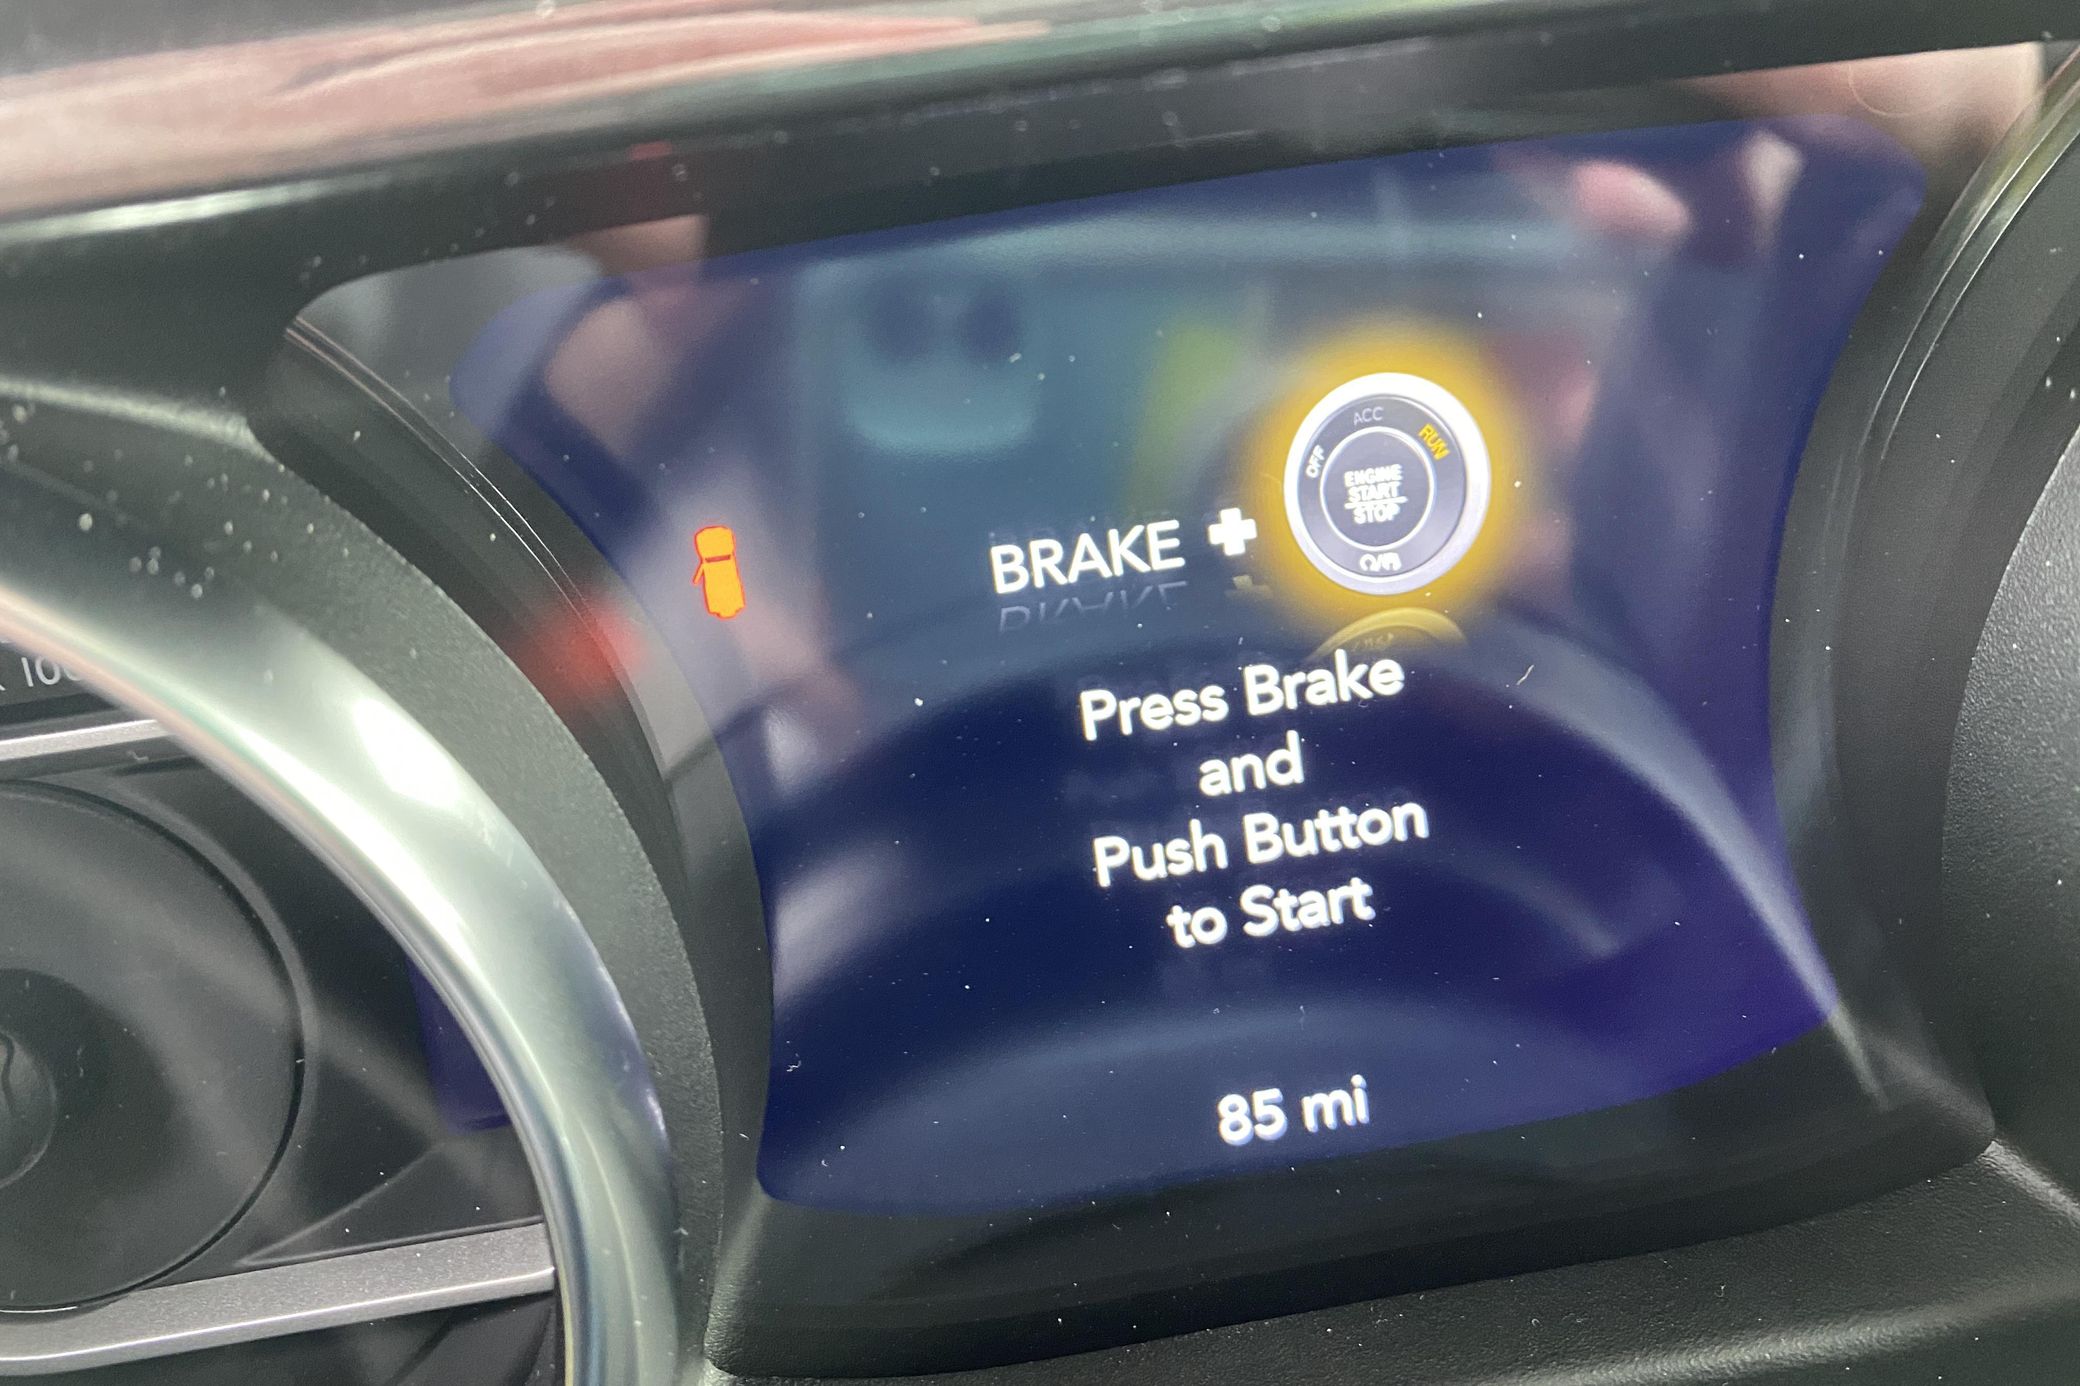 ACC
OFF
RUN
ENGINE
START
STOP
BRAKE +
Press Brake
and
Push Button
to Start
85 mi